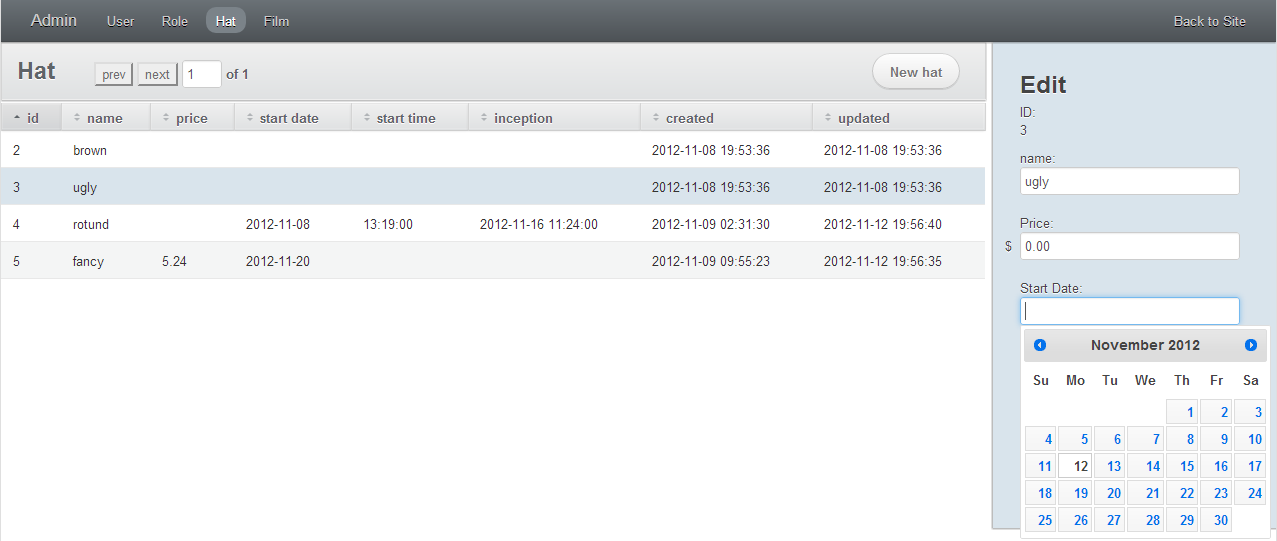 Admin User Role Hat Film Back to Site
Hat prev next 1 of 1 New hat
id name price start date start time inception created updated
2 brown 2012-11-08 19:53:36 2012-11-08 19:53:36
3 ugly 2012-11-08 19:53:36 2012-11-08 19:53:36
4 rotund 2012-11-08 13:19:00 2012-11-16 11:24:00 2012-11-09 02:31:30 2012-11-12 19:56:40
5 fancy 5.24 2012-11-20 2012-11-09 09:55:23 2012-11-12 19:56:35
Edit
ID:
3
name:
ugly
Price:
$ 0.00
Start Date:
November 2012
Su Mo Tu We Th Fr Sa
1 2 3
4 5 6 7 8 9 10
11 12 13 14 15 16 17
18 19 20 21 22 23 24
25 26 27 28 29 30